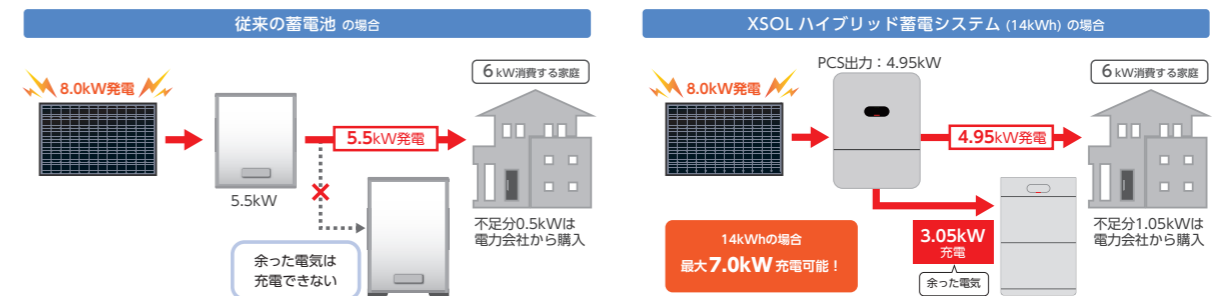 従来の蓄電池 の場合
8.0kW発電
5.5kW
5.5kW発電
6 kW消費する家庭
不足分0.5kWは
電力会社から購入
余った電気は
充電できない
XSOL ハイブリッド蓄電システム (14kWh) の場合
8.0kW発電
PCS出力：4.95kW
4.95kW発電
6 kW消費する家庭
不足分1.05kWは
電力会社から購入
3.05kW
充電
余った電気
14kWhの場合
最大7.0kW 充電可能！